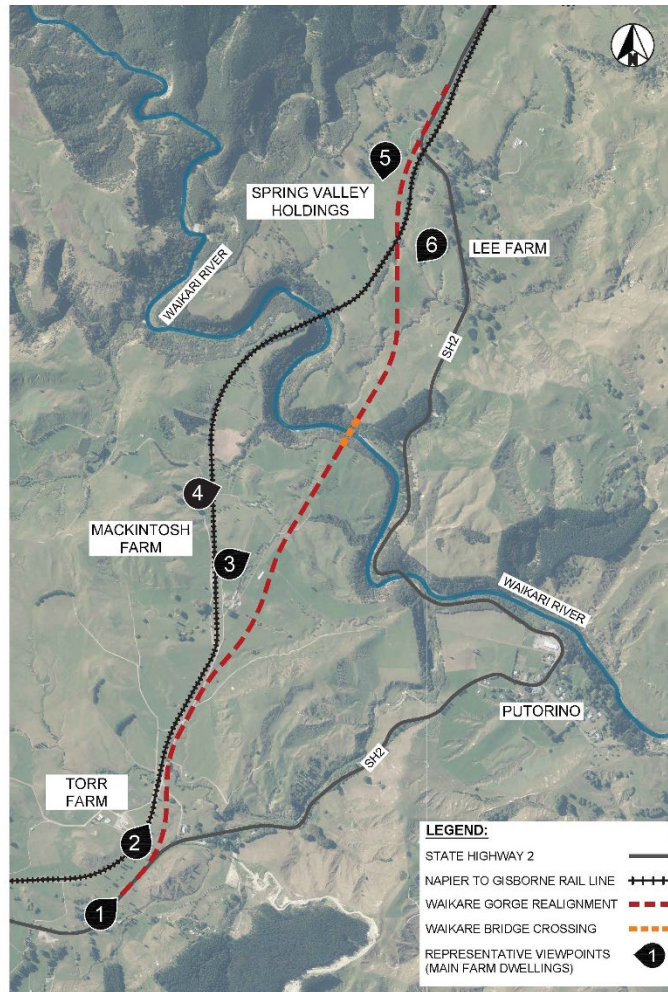 N
5
SPRING VALLEY
HOLDINGS
6
LEE FARM
WAIKARI RIVER
SH2
4
MACKINTOSH
FARM
3
WAIKARI RIVER
PUTORINO
SH2
TORR
FARM
2
1
LEGEND:
STATE HIGHWAY 2
NAPIER TO GISBORNE RAIL LINE
WAIKARE GORGE REALIGNMENT
WAIKARE BRIDGE CROSSING
REPRESENTATIVE VIEWPOINTS
(MAIN FARM DWELLINGS)
1